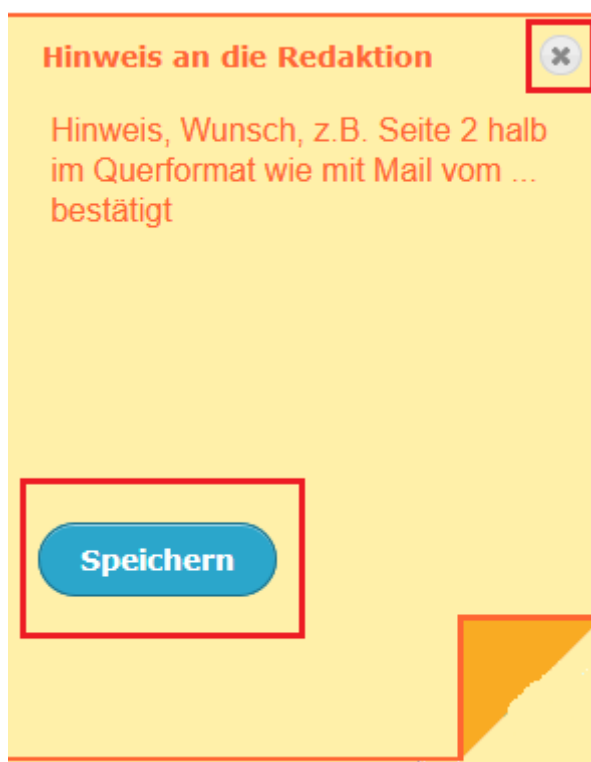 Hinweis an die Redaktion
Hinweis, Wunsch, z.B. Seite 2 halb
im Querformat wie mit Mail vom ...
bestätigt
Speichern